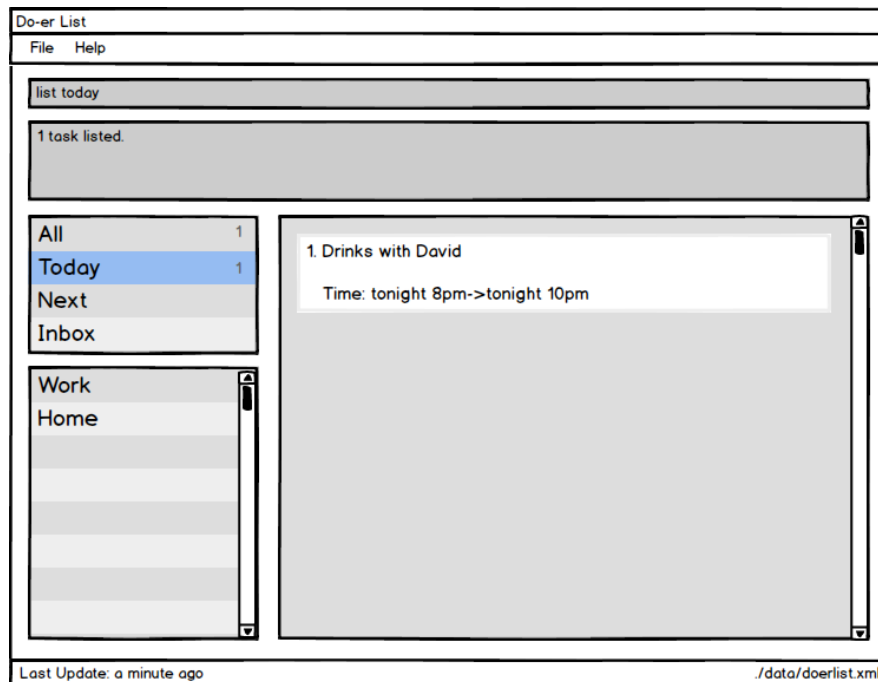 Do-er List
File Help
list today
1 task listed.
All 1
Today 1
Next
Inbox
Work
Home
1. Drinks with David
Time: tonight 8pm->tonight 10pm
Last Update: a minute ago
./data/doerlist.xml